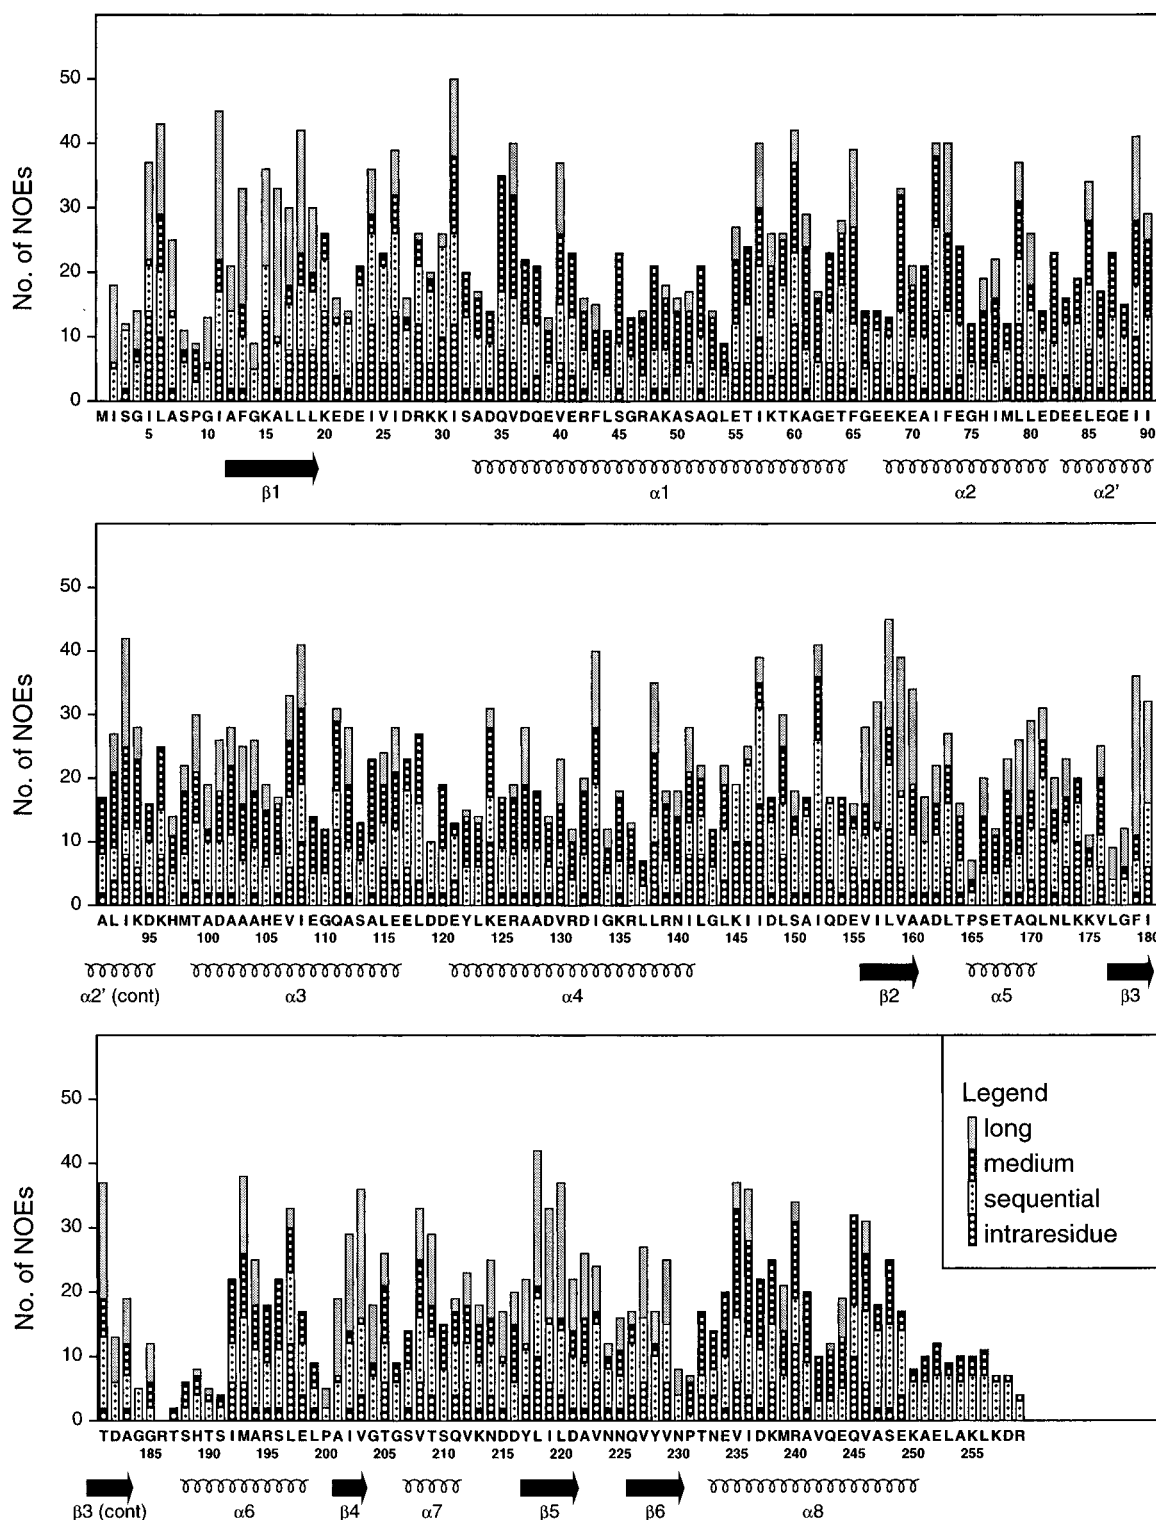 No. of NOEs
50
40
30
20
10
0
MISGILASPGIAFGKALLLKEDEIVIDRKKISADQVDQEVERFLSGRAKASAQLETIKTKAGETFGEEKEAIFEGHIMLLEDEELEQEII
5 10 15 20 25 30 35 40 45 50 55 60 65 70 75 80 85 90
β1 α1 α2 α2'
No. of NOEs
50
40
30
20
10
0
ALIKDKHMTADAAAHEVIEGQASALEELDDEYLKERAADVRDIGKRLLRNILGLKIIDLSAIQDEVILVAADLTPSETAQLNLKKVLGFI
95 100 105 110 115 120 125 130 135 140 145 150 155 160 165 170 175 180
α2' (cont) α3 α4 β2 α5 β3
No. of NOEs
50
40
30
20
10
0
Legend
long
medium
sequential
intraresidue
TDAGGRTSHTSIMARSLELPAIVGTGSVTSQVKNDDYLILDAVNNQVYVNPTNEVIDKMRAVQEQVASEKAELAKLKDR
185 190 195 200 205 210 215 220 225 230 235 240 245 250 255
β3 (cont) α6 β4 α7 β5 β6 α8